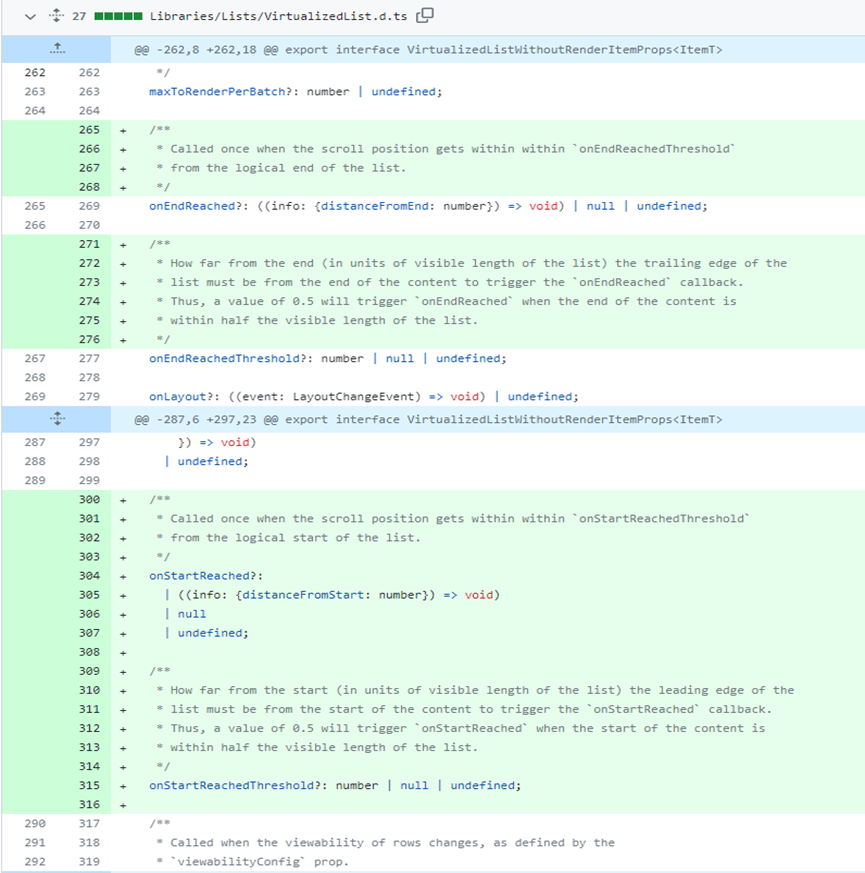 27 Libraries/Lists/VirtualizedList.d.ts
@@ -262,8 +262,18 @@ export interface VirtualizedListWithoutRenderItemProps<ItemT>
262 262 */
263 263 maxToRenderPerBatch?: number | undefined;
264 264
265 + /**
266 + * Called once when the scroll position gets within within `onEndReachedThreshold`
267 + * from the logical end of the list.
268 + */
265 269 onEndReached?: ((info: {distanceFromEnd: number}) => void) | null | undefined;
266 270
271 + /**
272 + * How far from the end (in units of visible length of the list) the trailing edge of the
273 + * list must be from the end of the content to trigger the `onEndReached` callback.
274 + * Thus, a value of 0.5 will trigger `onEndReached` when the end of the content is
275 + * within half the visible length of the list.
276 + */
267 277 onEndReachedThreshold?: number | null | undefined;
268 278
269 279 onLayout?: ((event: LayoutChangeEvent) => void) | undefined;
@@ -287,6 +297,23 @@ export interface VirtualizedListWithoutRenderItemProps<ItemT>
287 297 }) => void)
288 298 | undefined;
289 299
300 + /**
301 + * Called once when the scroll position gets within within `onStartReachedThreshold`
302 + * from the logical start of the list.
303 + */
304 + onStartReached?:
305 + | ((info: {distanceFromStart: number}) => void)
306 + | null
307 + | undefined;
308 +
309 + /**
310 + * How far from the start (in units of visible length of the list) the leading edge of the
311 + * list must be from the start of the content to trigger the `onStartReached` callback.
312 + * Thus, a value of 0.5 will trigger `onStartReached` when the start of the content is
313 + * within half the visible length of the list.
314 + */
315 + onStartReachedThreshold?: number | null | undefined;
316 +
290 317 /**
291 318 * Called when the viewability of rows changes, as defined by the
292 319 * `viewabilityConfig` prop.